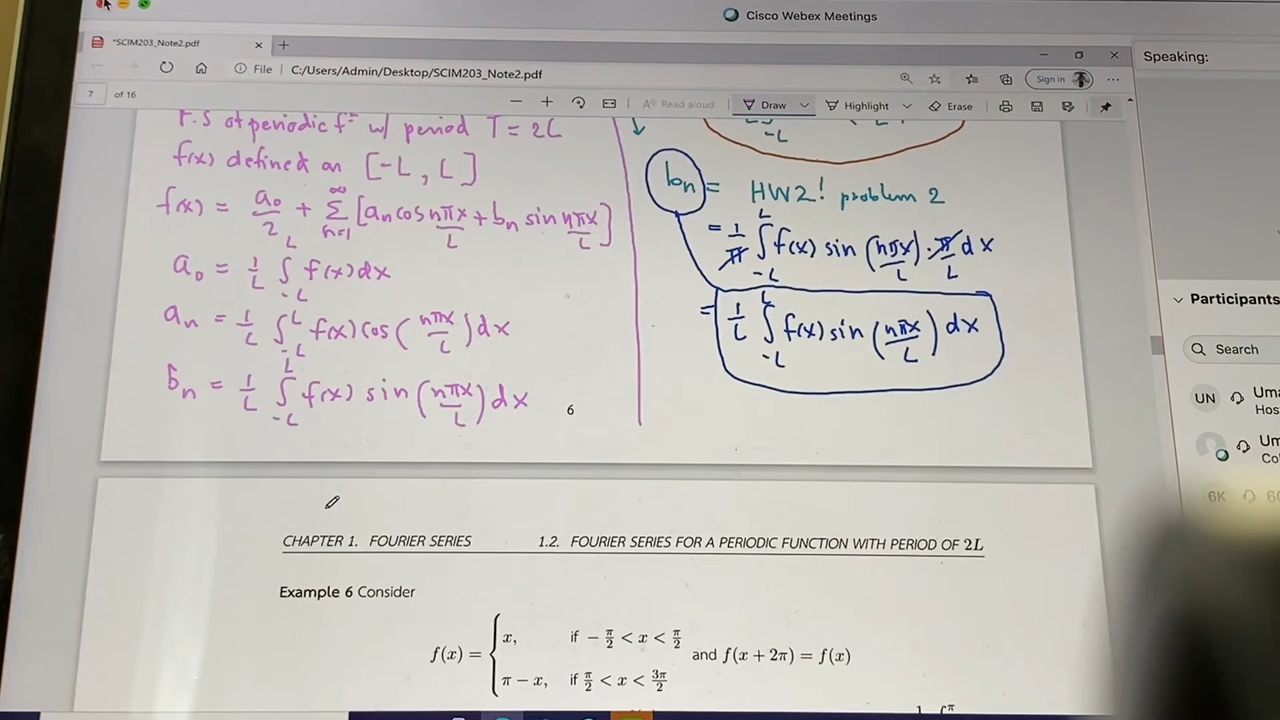 Cisco Webex Meetings
*SCIM203_Note2.pdf
File C:/Users/Admin/Desktop/SCIM203_Note2.pdf
Sign in
7 of 16
Read aloud Draw Highlight Erase
F.S of periodic fⁿ w/ period T = 2L
f(x) defined on [-L, L]
f(x) = a₀/2 + ∑_{n=1}^{∞} [aₙ cos nπx/L + bₙ sin nπx/L]
a₀ = 1/L ∫_{-L}^{L} f(x) dx
aₙ = 1/L ∫_{-L}^{L} f(x) cos (nπx/L) dx
bₙ = 1/L ∫_{-L}^{L} f(x) sin (nπx/L) dx
6
-L
bₙ = HW2! problem 2
= 1/π ∫_{-L}^{L} f(x) sin (nπx/L) · π/L dx
= 1/L ∫_{-L}^{L} f(x) sin (nπx/L) dx
CHAPTER 1. FOURIER SERIES 1.2. FOURIER SERIES FOR A PERIODIC FUNCTION WITH PERIOD OF 2L
Example 6 Consider
f(x) = { x, if −π/2 < x < π/2
π − x, if π/2 < x < 3π/2
and f(x + 2π) = f(x)
Speaking:
Participants
Search
UN
Host
6K